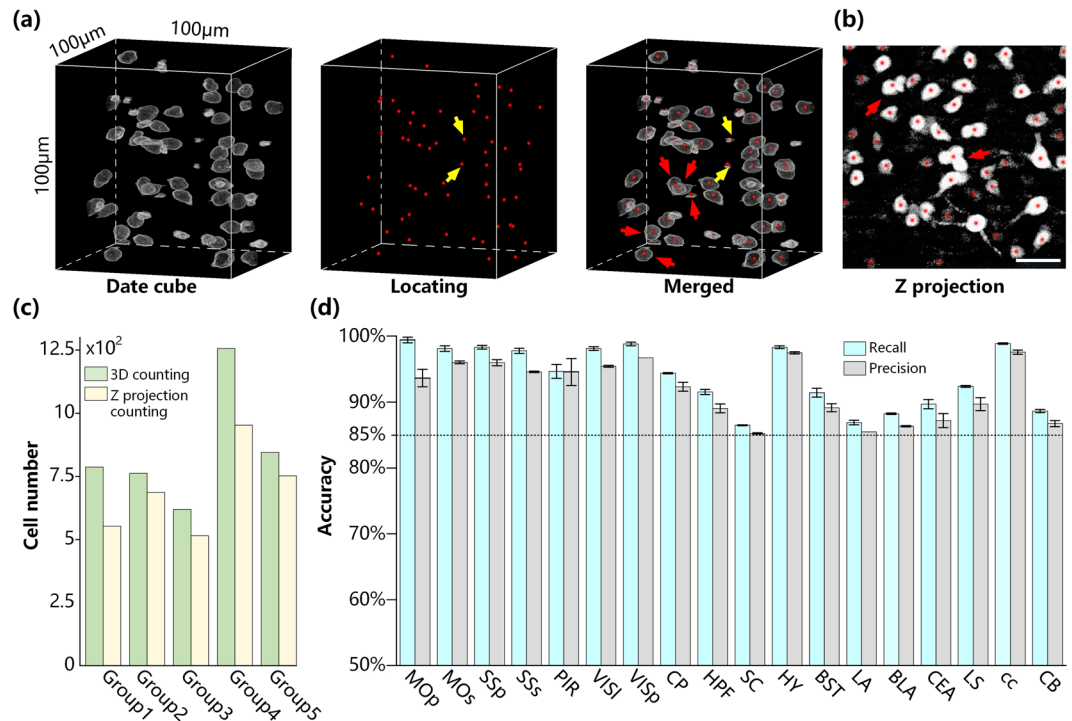 (a)
100μm
100μm
100μm
Date cube
Locating
Merged
(b)
Z projection
(c)
x10²
3D counting
Z projection
counting
Cell number
12.5
10
7.5
5
2.5
0
Group1
Group2
Group3
Group4
Group5
(d)
Recall
Precision
Accuracy
100%
90%
85%
80%
70%
60%
50%
MOp
MOs
SSp
SSs
PIR
VISl
VISp
CP
HPF
SC
HY
BST
LA
BLA
CEA
LS
cc
CB